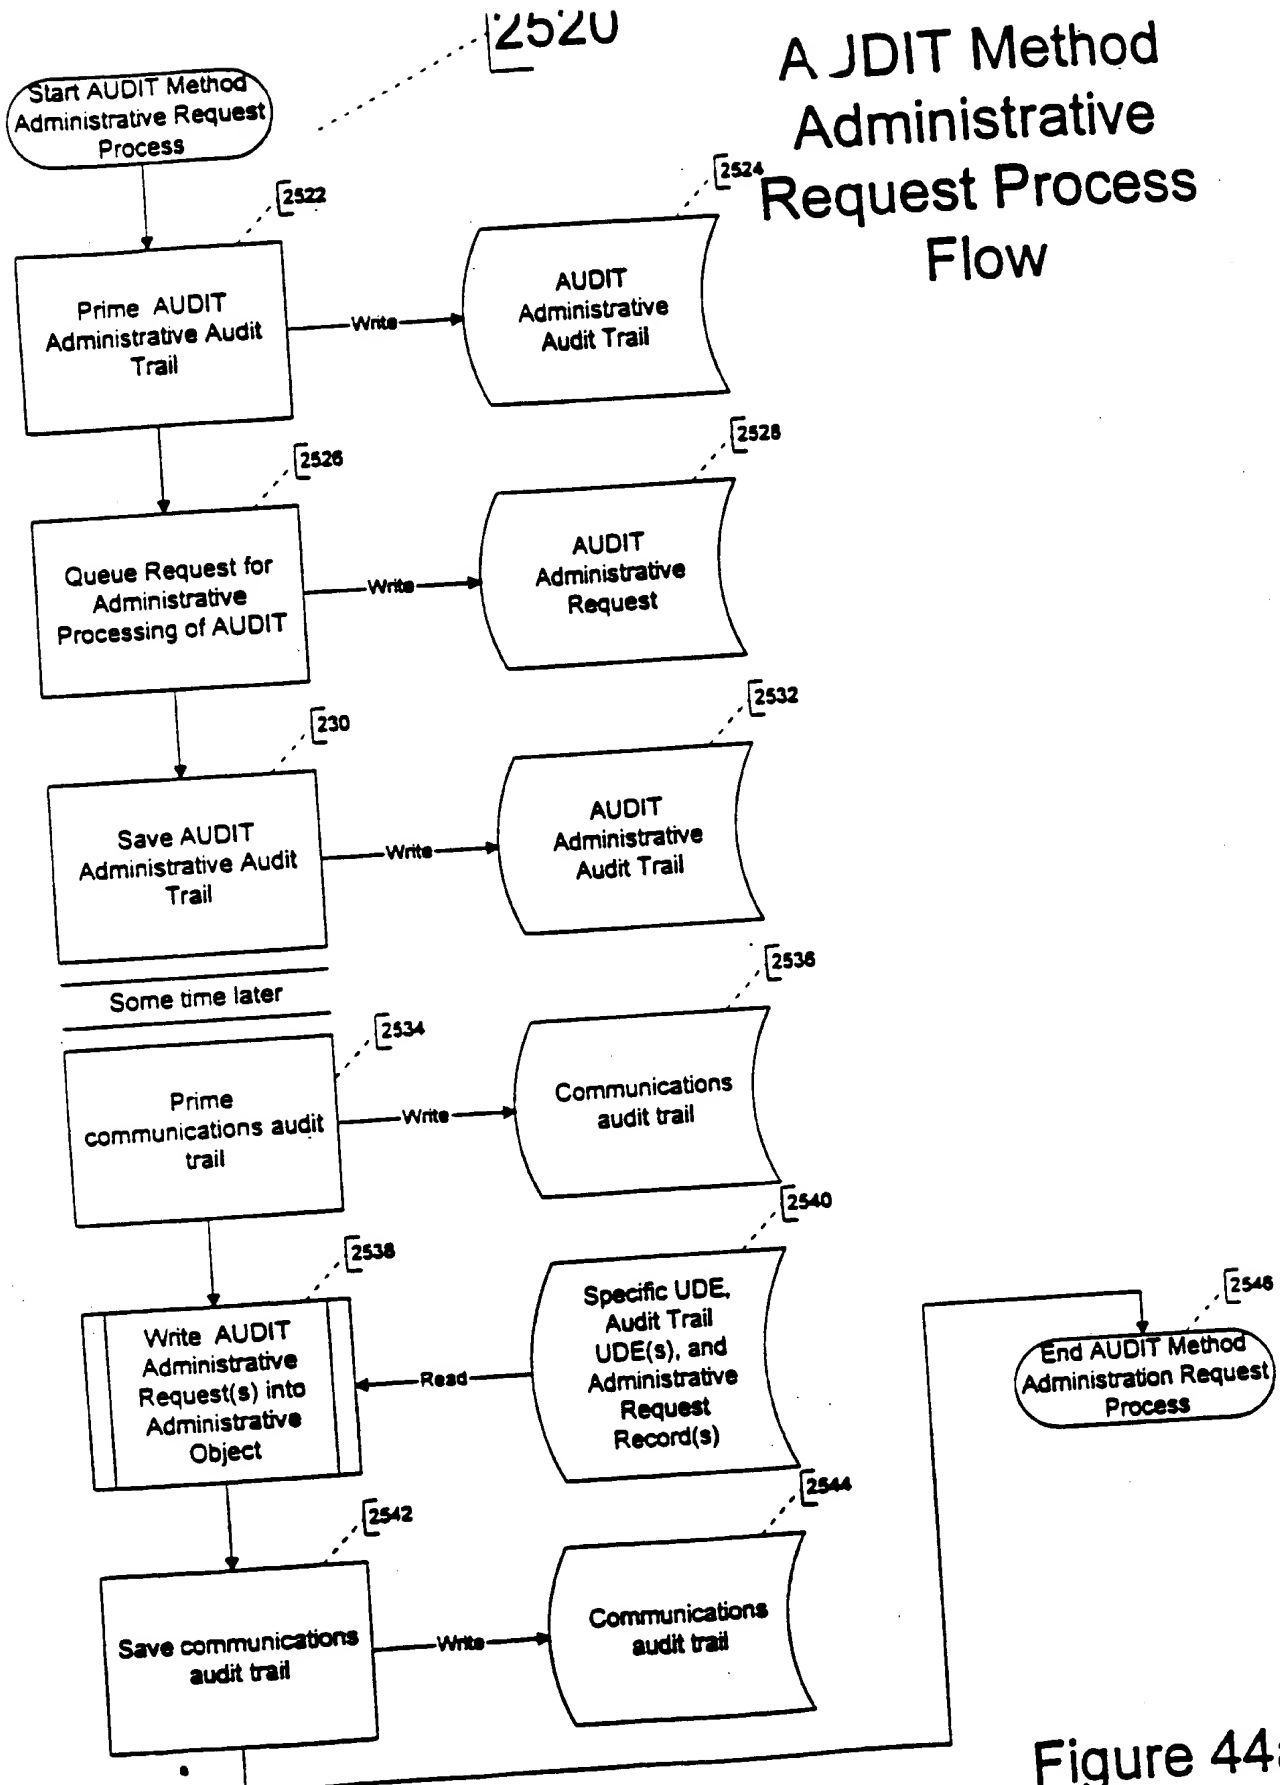 2520
A JDIT Method
Administrative
Request Process
Flow
Start AUDIT Method
Administrative Request
Process
2522
Prime AUDIT
Administrative Audit
Trail
Write
2524
AUDIT
Administrative
Audit Trail
2526
Queue Request for
Administrative
Processing of AUDIT
Write
2528
AUDIT
Administrative
Request
230
Save AUDIT
Administrative Audit
Trail
Write
2532
AUDIT
Administrative
Audit Trail
Some time later
2534
Prime
communications audit
trail
Write
2536
Communications
audit trail
2538
Write AUDIT
Administrative
Request(s) into
Administrative
Object
Read
2540
Specific UDE,
Audit Trail
UDE(s), and
Administrative
Request
Record(s)
2542
Save communications
audit trail
Write
2544
Communications
audit trail
2546
End AUDIT Method
Administration Request
Process
Figure 44a